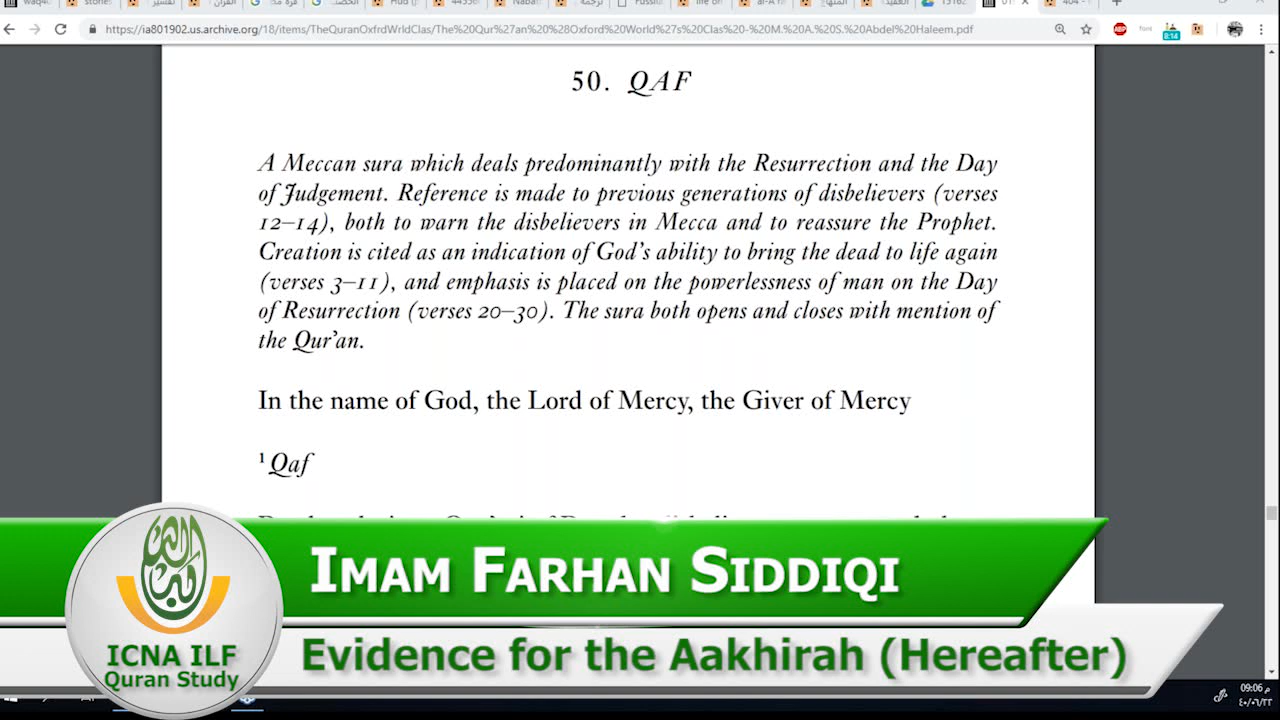 https://ia801902.us.archive.org/18/items/TheQuranOxfrdWrldClas/The%20Qur%27an%20%28Oxford%20World%27s%20Clas%20-%20M.%20A.%20S.%20Abdel%20Haleem.pdf
50. QAF
A Meccan sura which deals predominantly with the Resurrection and the Day
of Judgement. Reference is made to previous generations of disbelievers (verses
12–14), both to warn the disbelievers in Mecca and to reassure the Prophet.
Creation is cited as an indication of God's ability to bring the dead to life again
(verses 3–11), and emphasis is placed on the powerlessness of man on the Day
of Resurrection (verses 20–30). The sura both opens and closes with mention of
the Qur'an.
In the name of God, the Lord of Mercy, the Giver of Mercy
1 Qaf
IMAM FARHAN SIDDIQI
Evidence for the Aakhirah (Hereafter)
ICNA ILF
Quran Study
09:06 م
٤٠/٠٦/٢٢